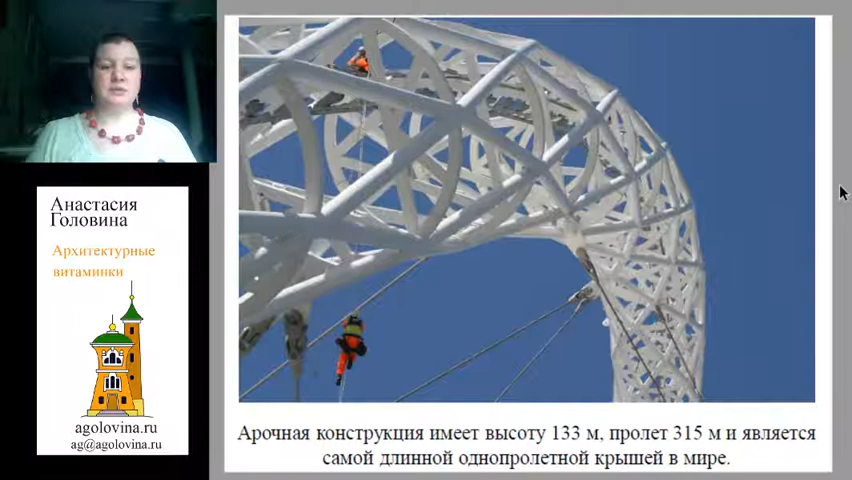 Анастасия
Головина
Архитектурные
витаминки
agolovina.ru
ag@agolovina.ru
Арочная конструкция имеет высоту 133 м, пролет 315 м и является
самой длинной однопролетной крышей в мире.